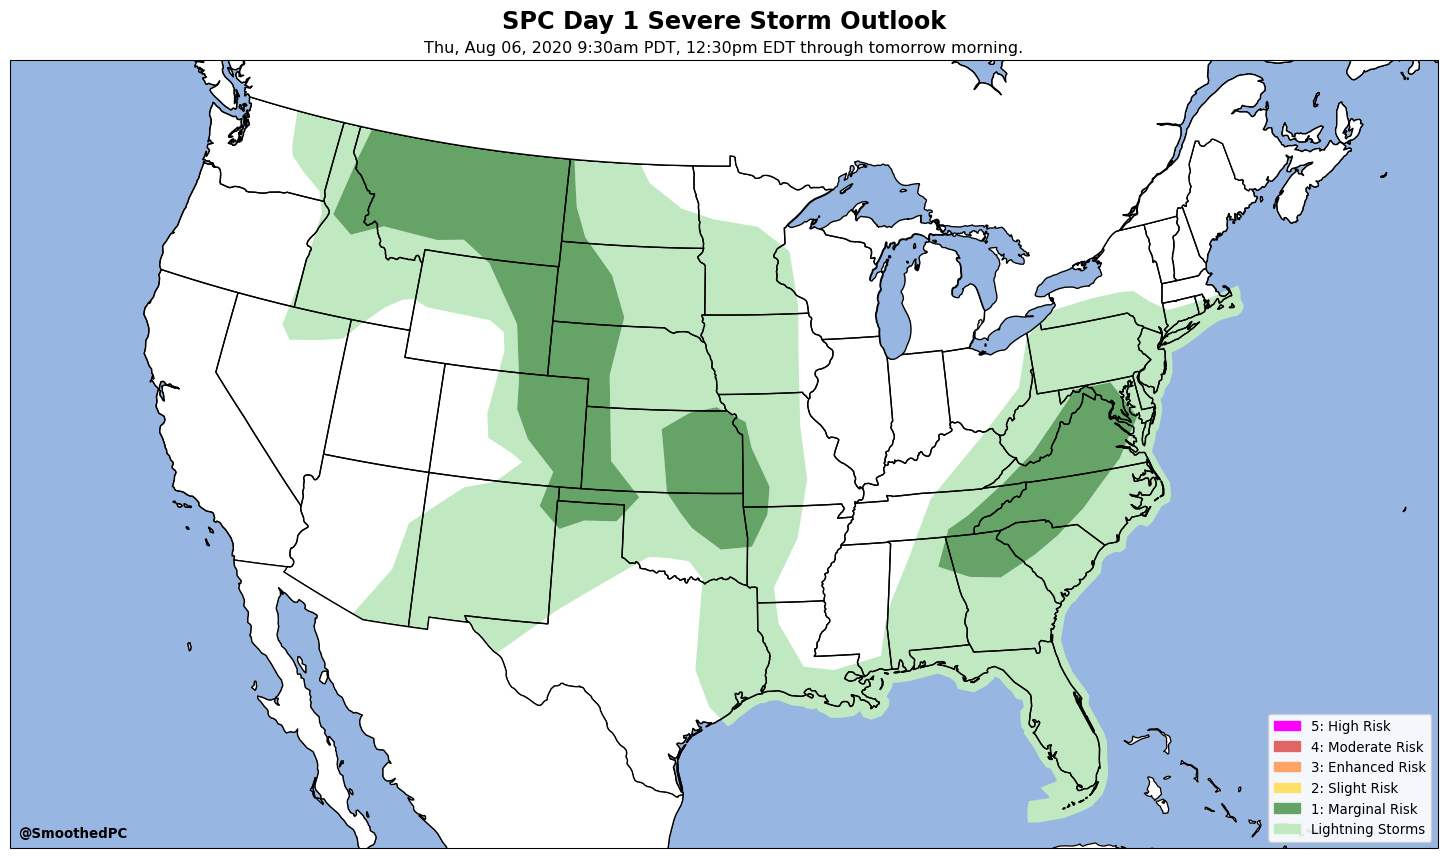 SPC Day 1 Severe Storm Outlook
Thu, Aug 06, 2020 9:30am PDT, 12:30pm EDT through tomorrow morning.
5: High Risk
4: Moderate Risk
3: Enhanced Risk
2: Slight Risk
1: Marginal Risk
Lightning Storms
@SmoothedPC